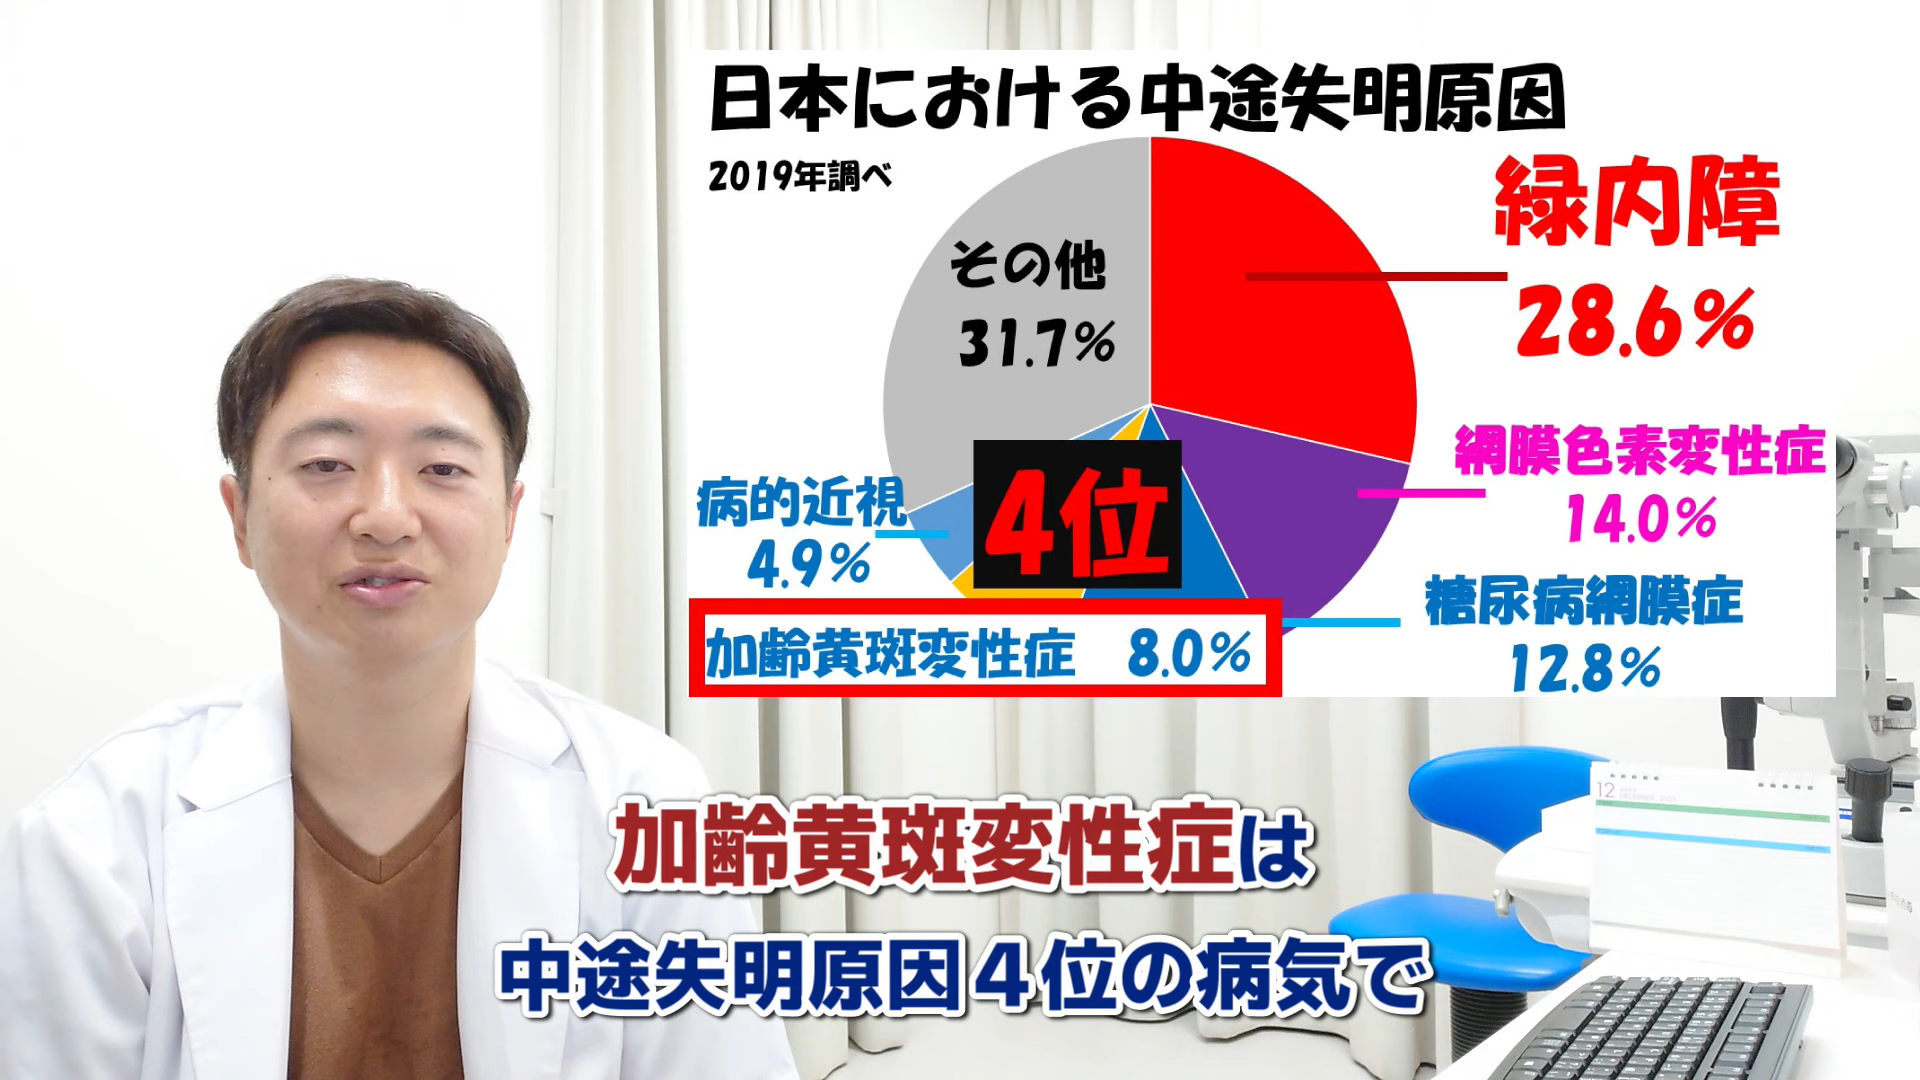 日本における中途失明原因
2019年調べ
緑内障
28.6%
その他
31.7%
網膜色素変性症
14.0%
病的近視
4.9%
4位
糖尿病網膜症
12.8%
加齢黄斑変性症 8.0%
12
加齢黄斑変性症は
中途失明原因4位の病気で